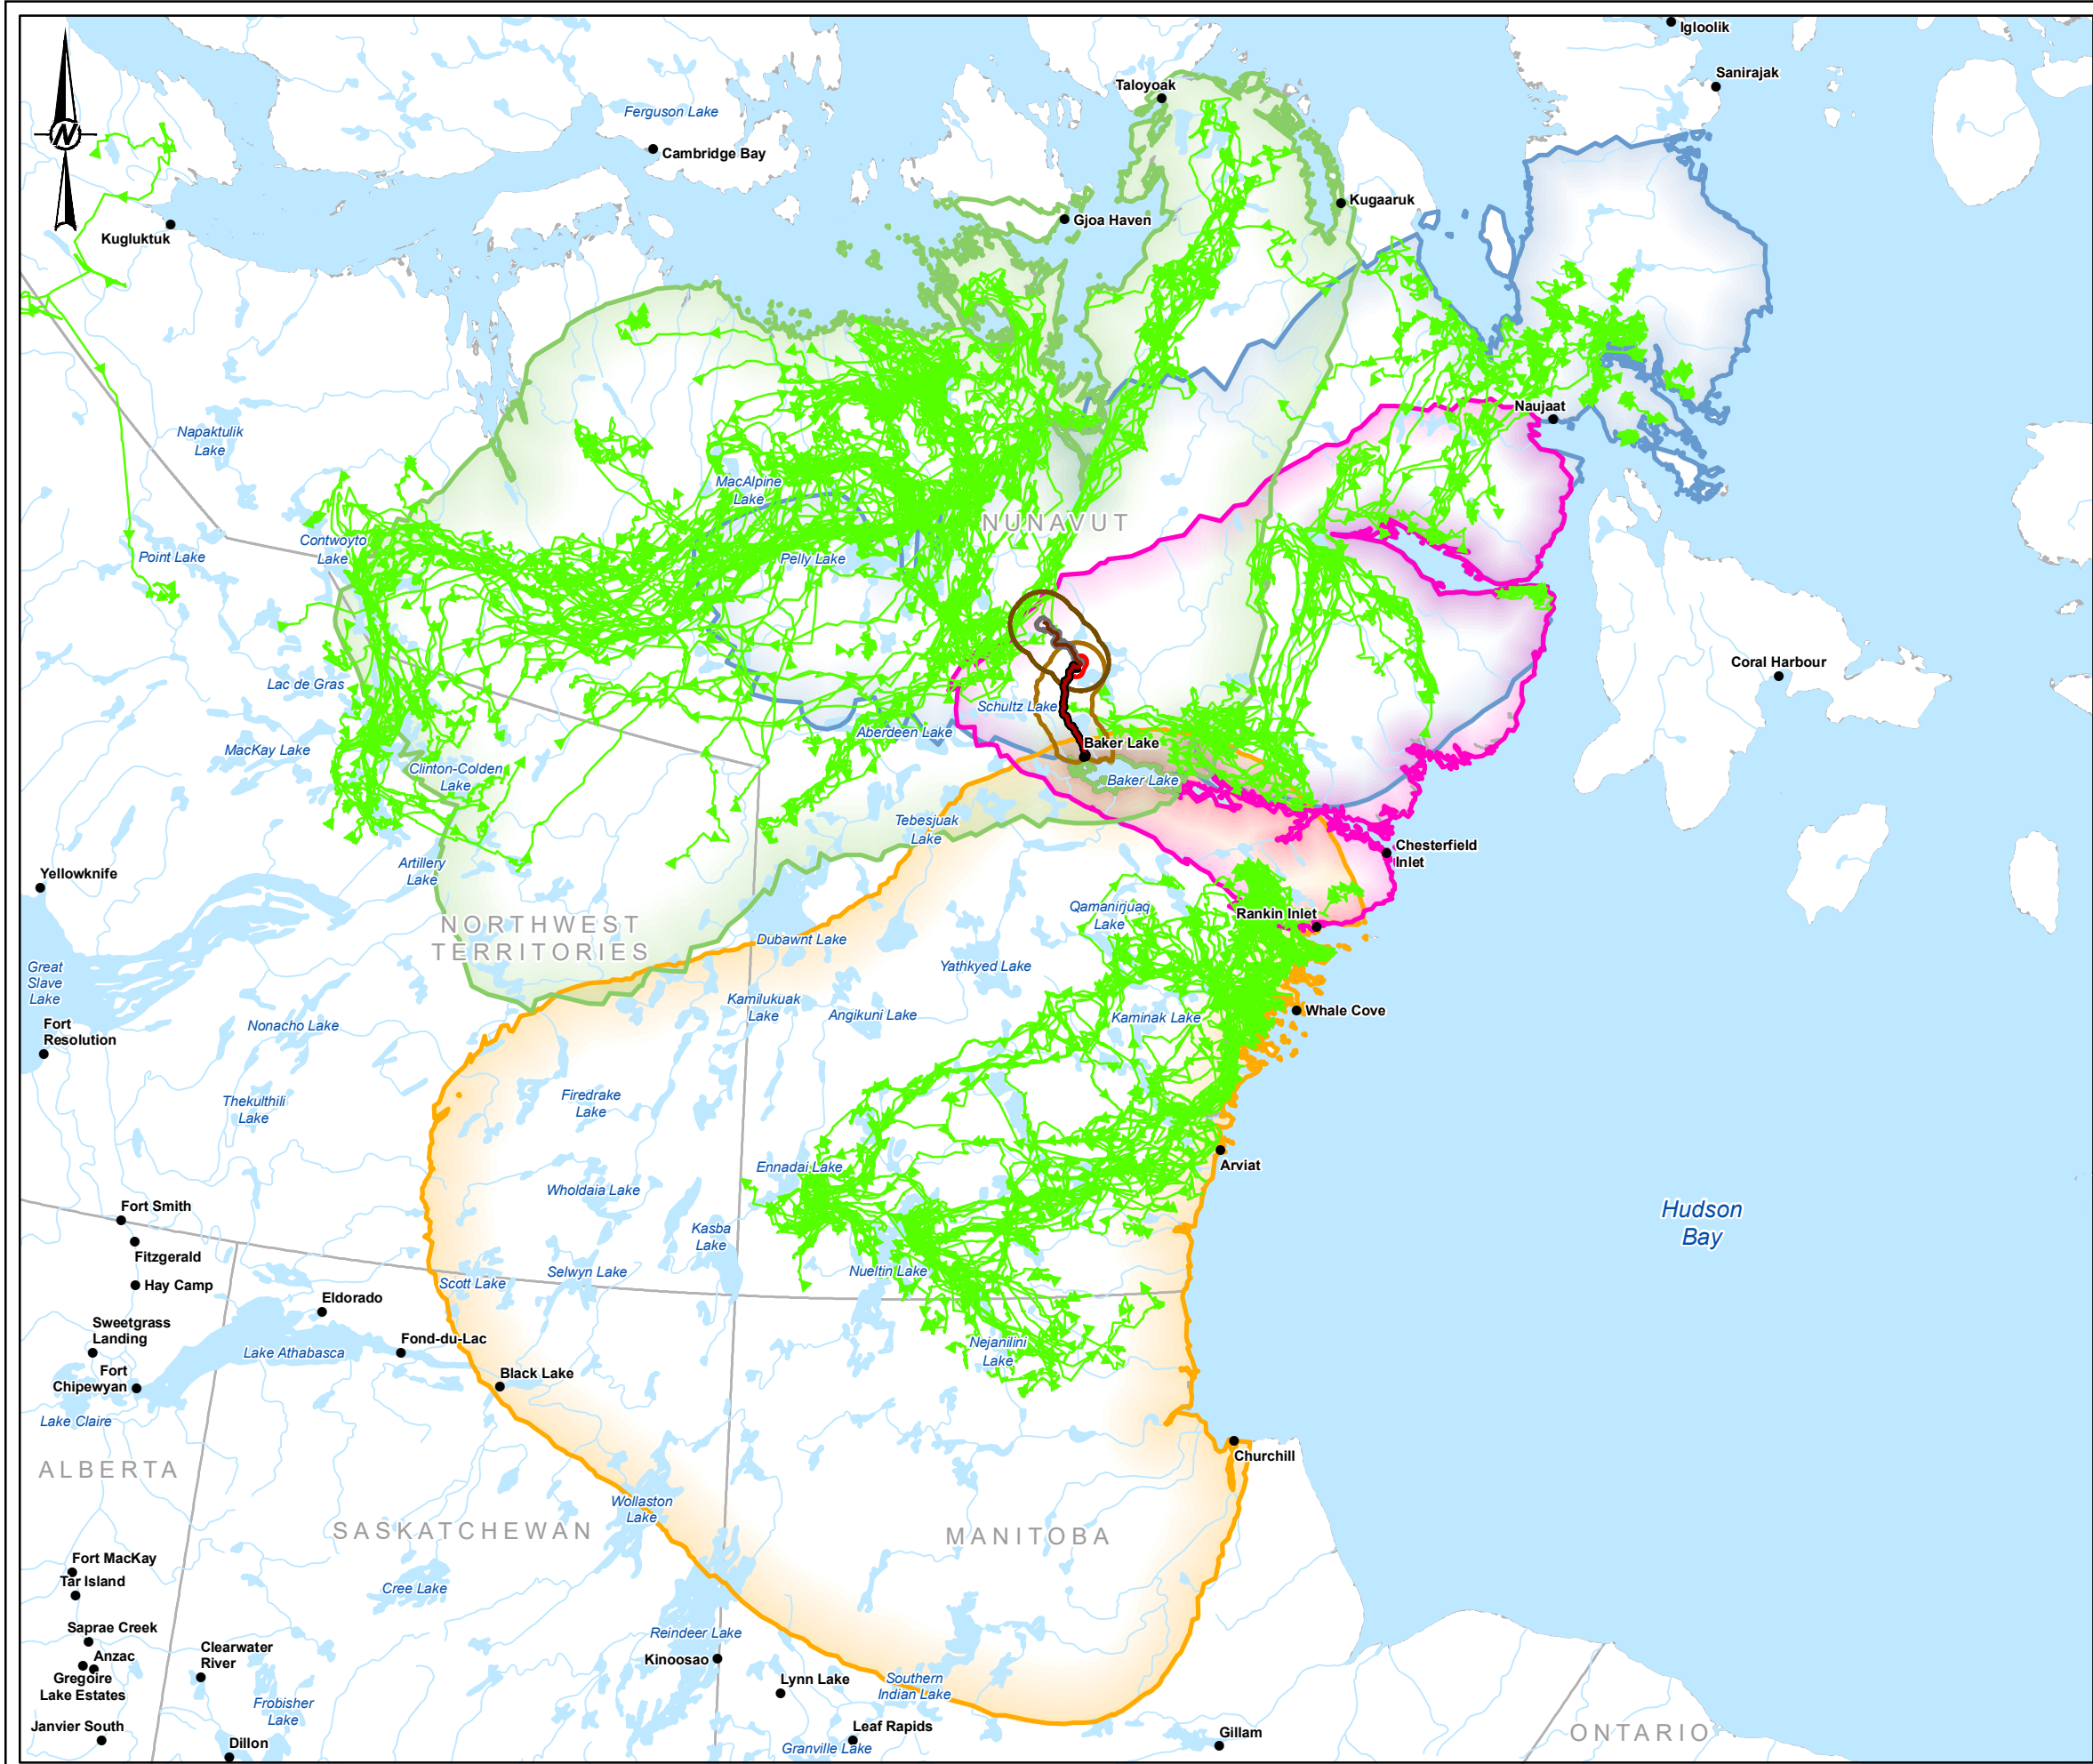 Igloolik
Sanirajak
Taloyoak
Ferguson Lake
N
Cambridge Bay
Kugaaruk
Gjoa Haven
Kugluktuk
Naujaat
Napaktulik
Lake
MacAlpine
Lake
NUNAVUT
Contwoyto
Lake
Point Lake
Pelly Lake
Coral Harbour
Lac de Gras
Schultz Lake
Aberdeen Lake
Baker Lake
MacKay Lake
Clinton-Colden
Lake
Baker Lake
Tebesjuak
Lake
Chesterfield
Inlet
Artillery
Lake
Yellowknife
Qamanirjuaq
Lake
Rankin Inlet
NORTHWEST
TERRITORIES
Dubawnt Lake
Yathkyed Lake
Great
Slave
Lake
Kamilukuak
Lake
Angikuni Lake
Kaminak Lake
Whale Cove
Nonacho Lake
Fort
Resolution
Firedrake
Lake
Thekulthili
Lake
Arviat
Ennadai Lake
Wholdaia Lake
Fort Smith
Hudson
Bay
Kasba
Lake
Fitzgerald
Selwyn Lake
Nueltin Lake
Scott Lake
Hay Camp
Eldorado
Sweetgrass
Landing
Fond-du-Lac
Lake Athabasca
Nejanilini
Lake
Fort
Chipewyan
Black Lake
Lake Claire
Churchill
ALBERTA
Wollaston
Lake
SASKATCHEWAN
MANITOBA
Fort MacKay
Tar Island
Cree Lake
Saprae Creek
Reindeer Lake
Anzac
Clearwater
River
Kinoosao
Gregoire
Lake Estates
Lynn Lake
Southern
Indian Lake
Frobisher
Lake
Janvier South
Leaf Rapids
Gillam
ONTARIO
Dillon
Granville Lake